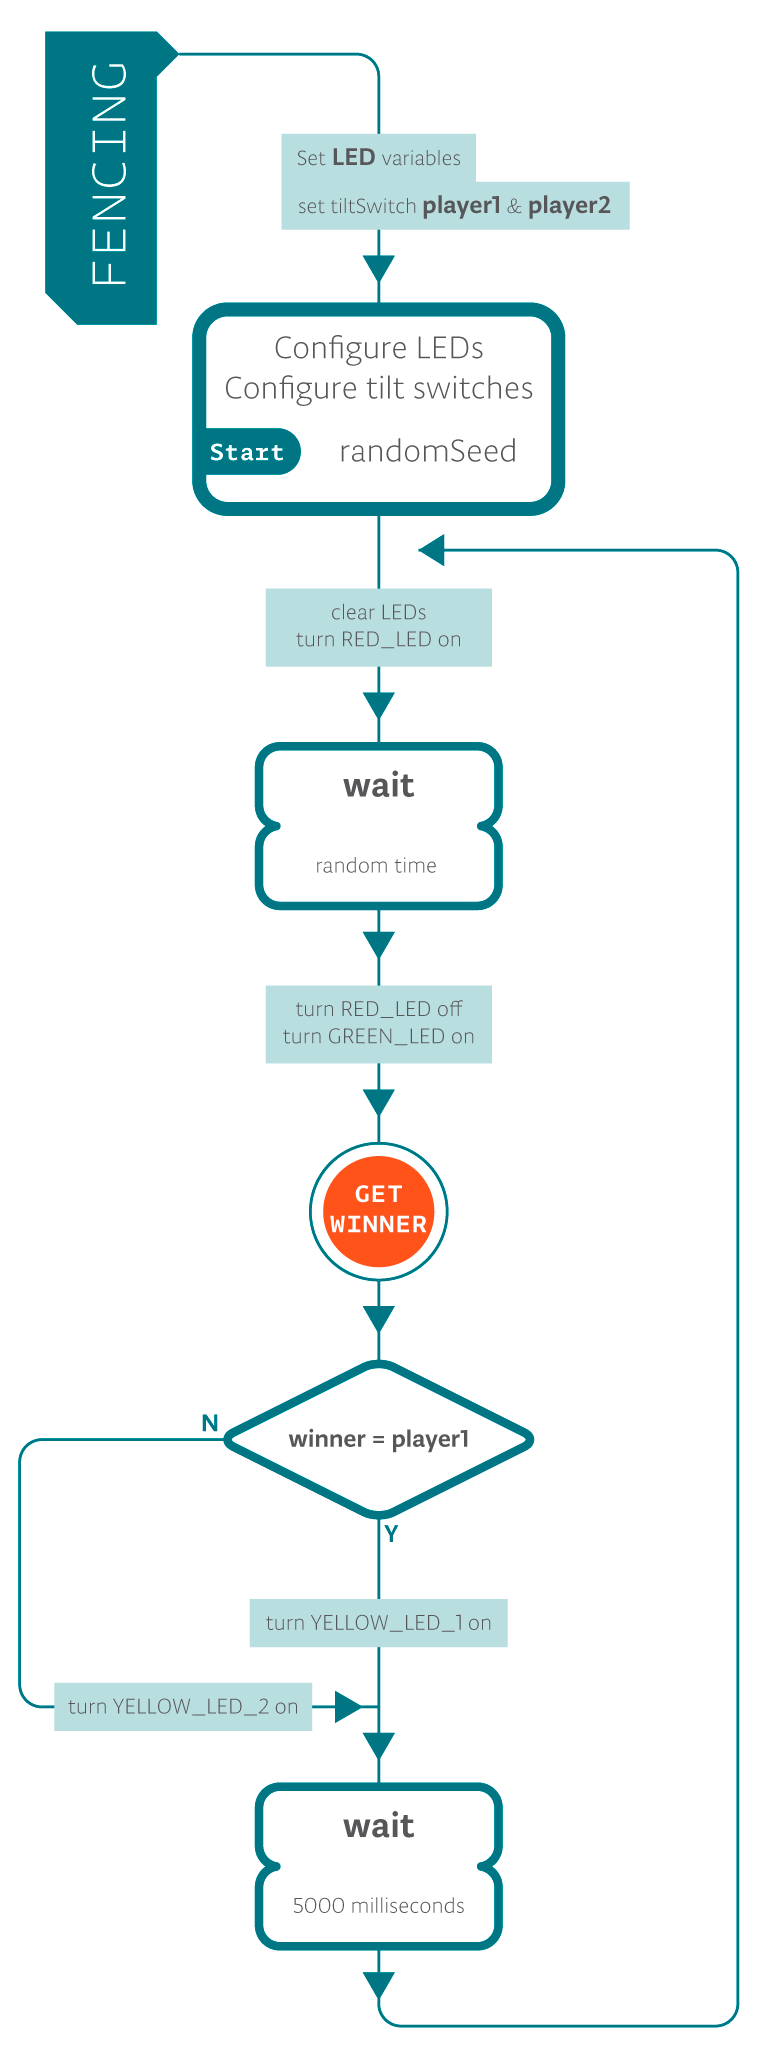 FENCING
Set LED variables
set tiltSwitch player1 & player2
Configure LEDs
Configure tilt switches
Start
randomSeed
clear LEDs
turn RED_LED on
wait
random time
turn RED_LED off
turn GREEN_LED on
GET
WINNER
winner = player1
N
Y
turn YELLOW_LED_1 on
turn YELLOW_LED_2 on
wait
5000 milliseconds